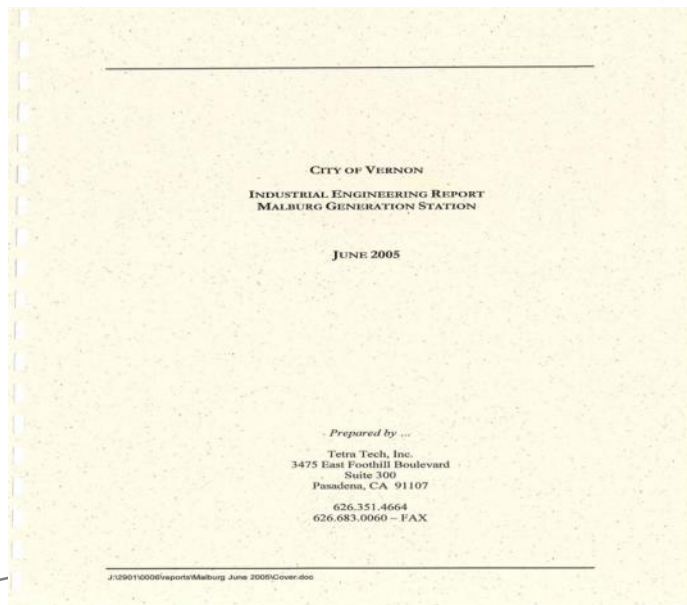 CITY OF VERNON
INDUSTRIAL ENGINEERING REPORT
MALBURG GENERATION STATION
JUNE 2005
Prepared by ...
Tetra Tech, Inc.
3475 East Foothill Boulevard
Suite 300
Pasadena, CA 91107
626.351.4664
626.683.0060 – FAX
J:\2901\0006\reports\Malburg June 2005\Cover.doc